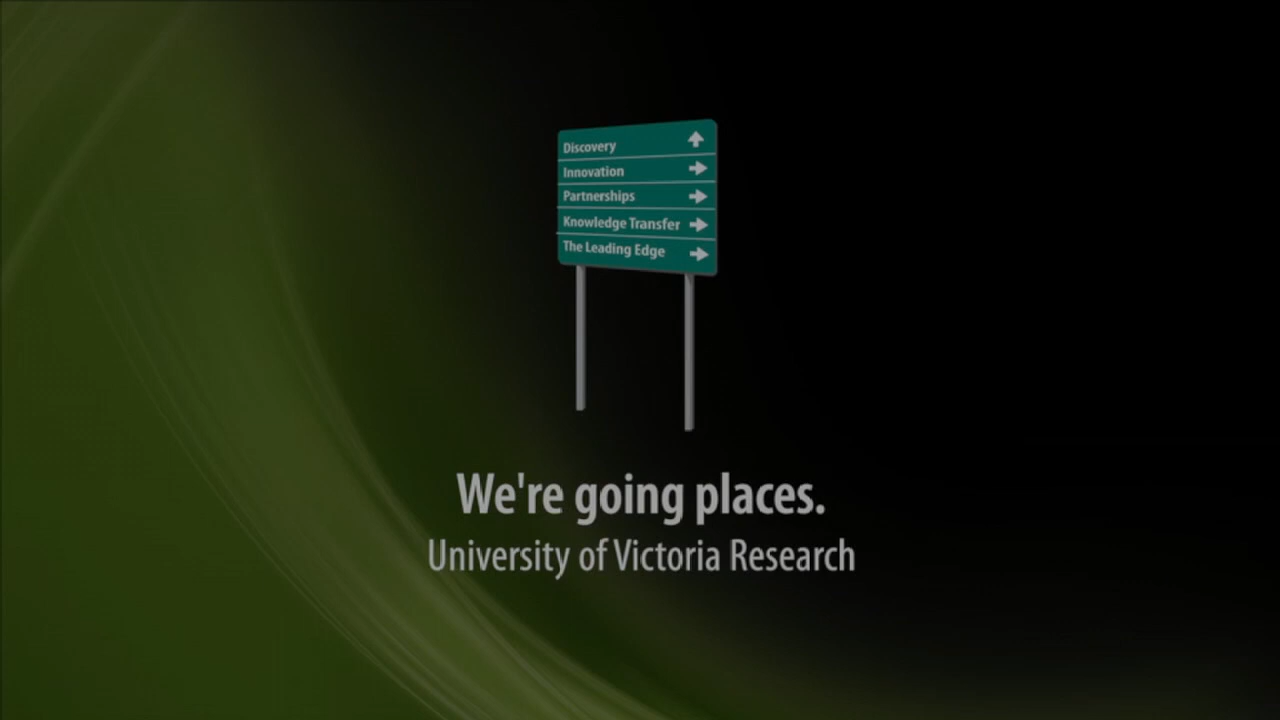 Discovery
Innovation
Partnerships
Knowledge Transfer
The Leading Edge
We're going places.
University of Victoria Research